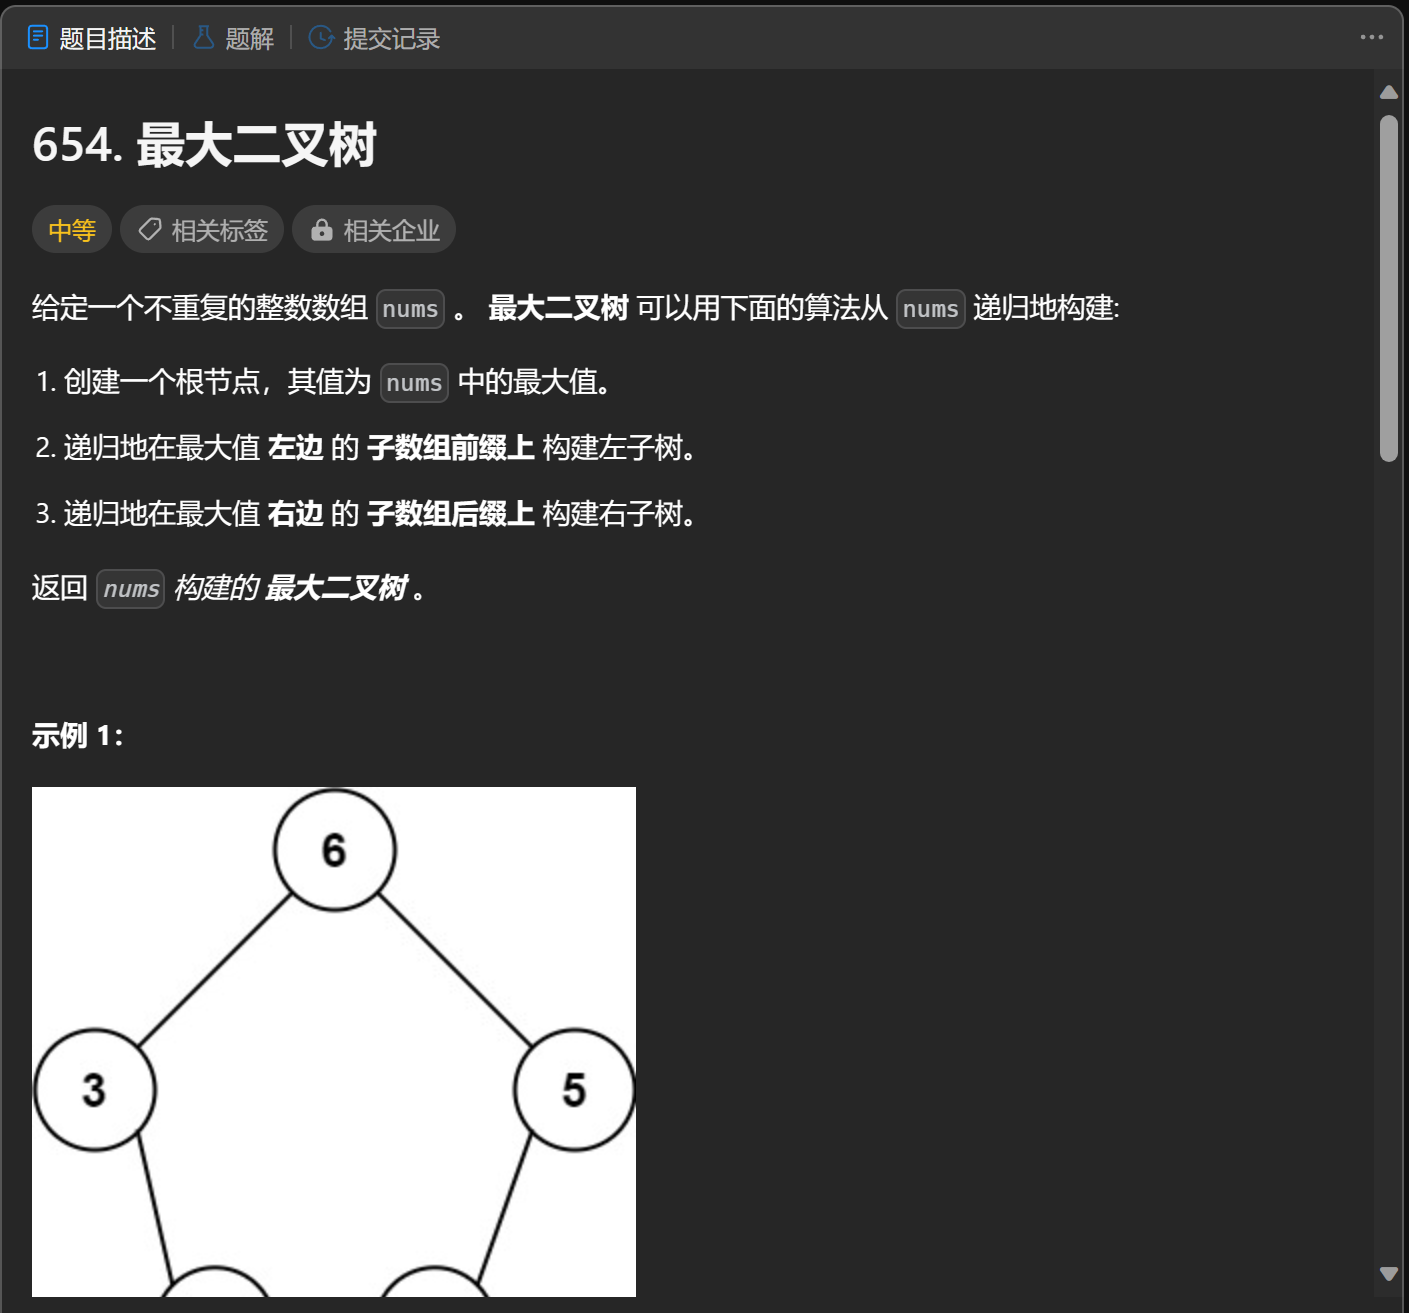 题目描述 题解 提交记录
654. 最大二叉树
中等 相关标签 相关企业
给定一个不重复的整数数组 nums 。 最大二叉树 可以用下面的算法从 nums 递归地构建:
1. 创建一个根节点，其值为 nums 中的最大值。
2. 递归地在最大值 左边 的 子数组前缀上 构建左子树。
3. 递归地在最大值 右边 的 子数组后缀上 构建右子树。
返回 nums 构建的 最大二叉树 。
示例 1：
6
3 5